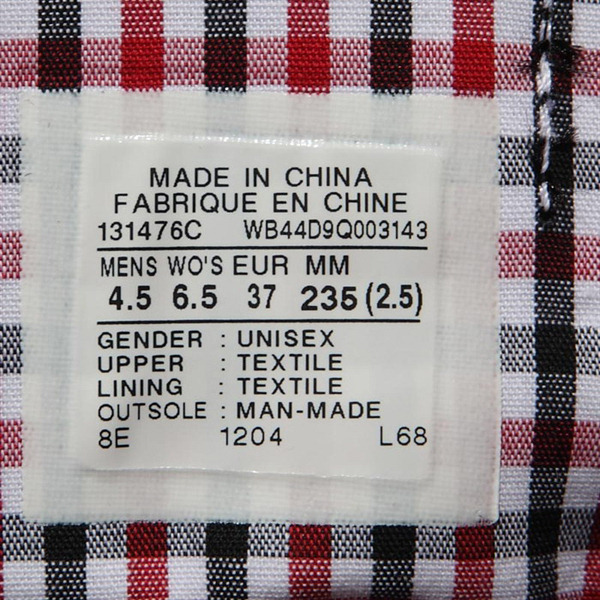 MADE IN CHINA
FABRIQUE EN CHINE
131476C WB44D9Q003143
MENS WO'S EUR MM
4.5 6.5 37 235 (2.5)
GENDER : UNISEX
UPPER : TEXTILE
LINING : TEXTILE
OUTSOLE : MAN-MADE
8E 1204 L68